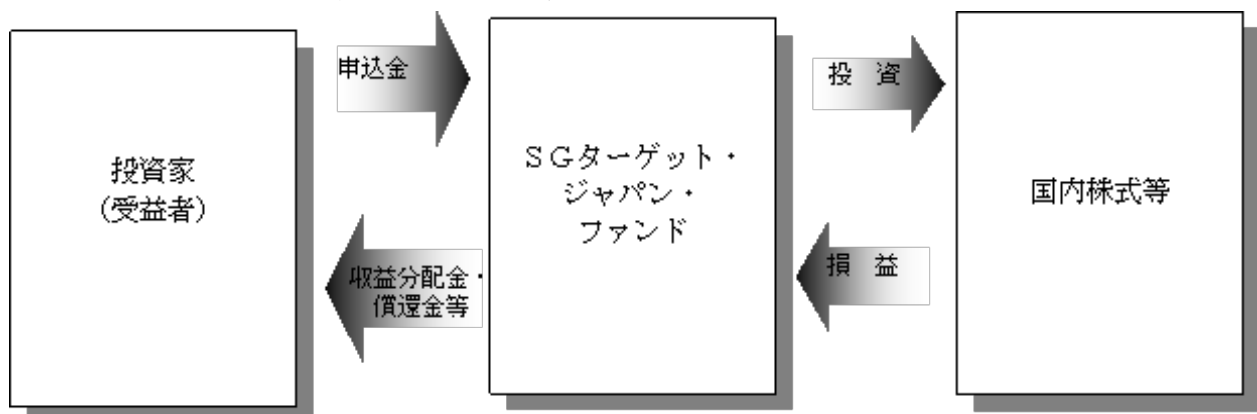 投資家
(受益者)
申込金
収益分配金・
償還金等
SGターゲット・
ジャパン・
ファンド
投 資
損 益
国内株式等